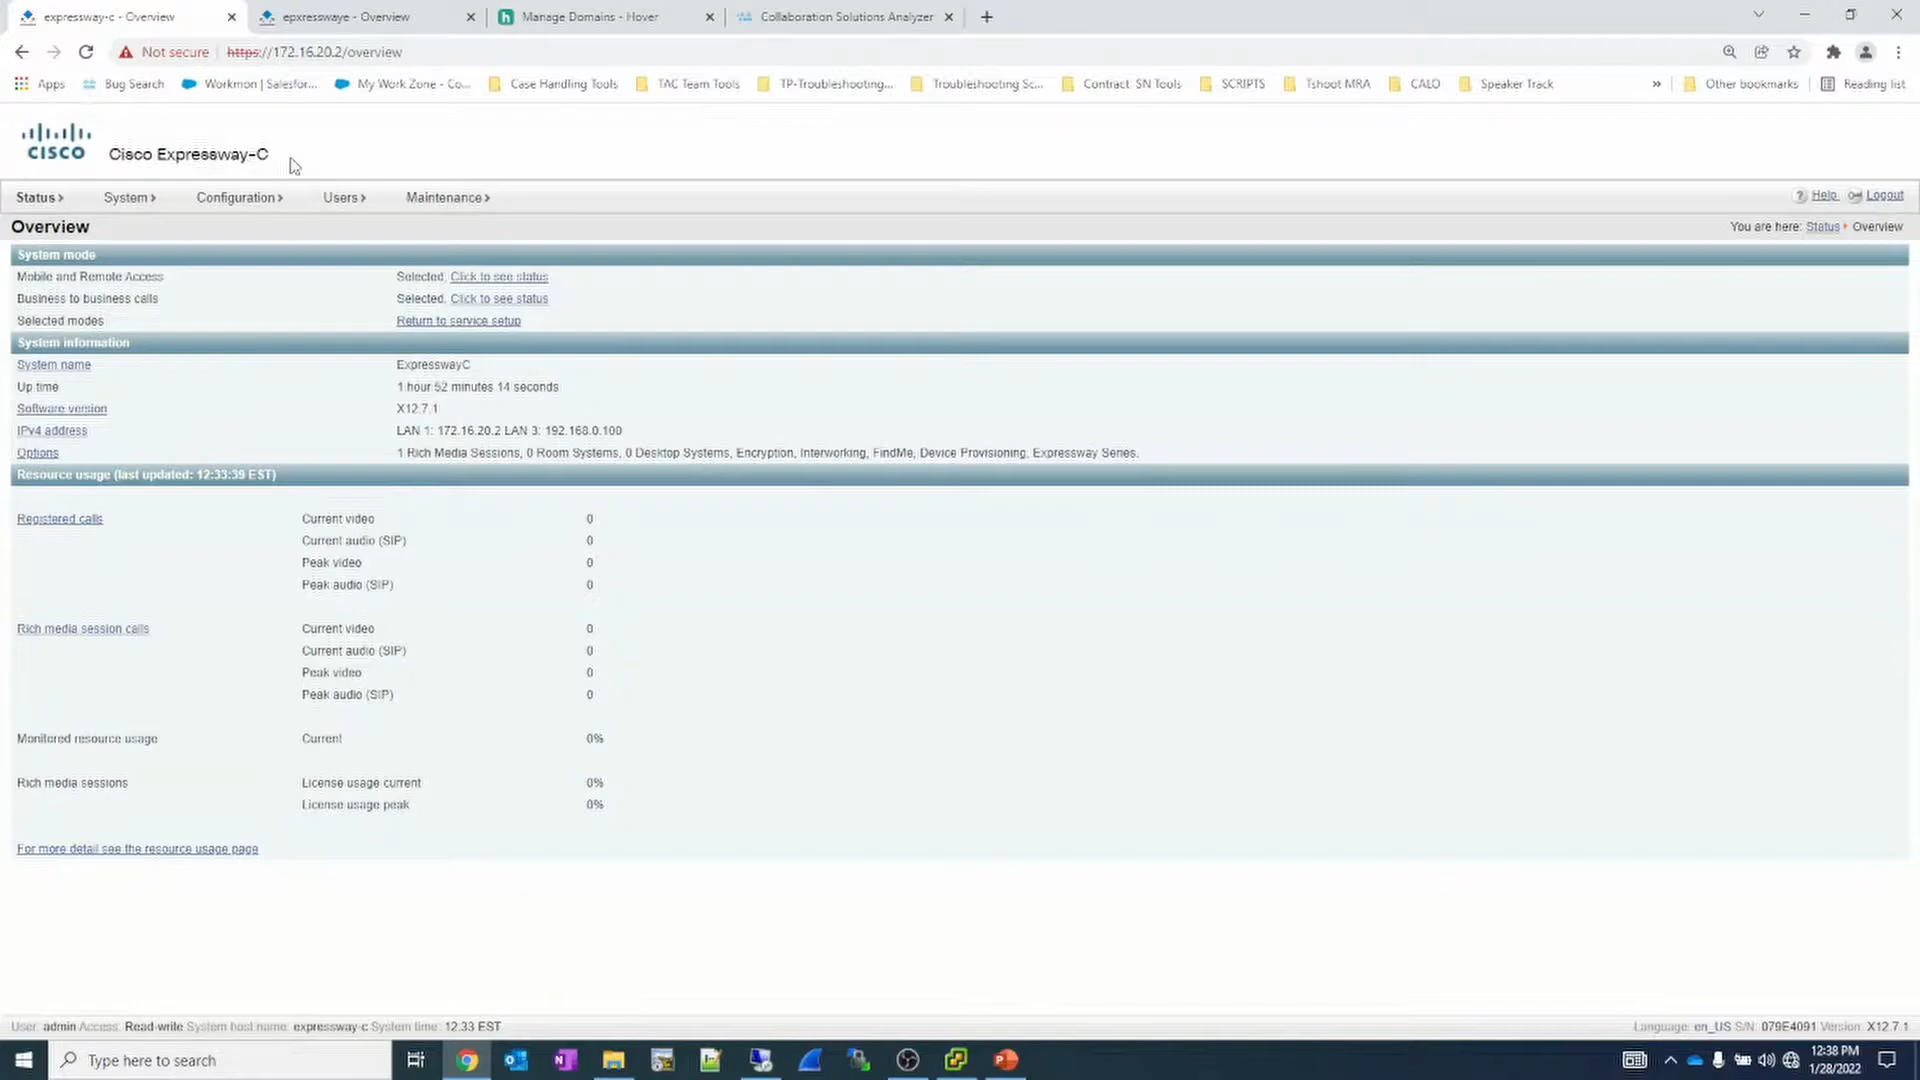 expressway-c - Overview
epxresswaye - Overview
Manage Domains - Hover
Collaboration Solutions Analyzer
Not secure https://172.16.20.2/overview
Apps Bug Search Workmon | Salesfor... My Work Zone - Co... Case Handling Tools TAC Team Tools TP-Troubleshooting... Troubleshooting Sc... Contract_SN Tools SCRIPTS Tshoot MRA CALO Speaker Track » Other bookmarks Reading list
CISCO Cisco Expressway-C
Status System Configuration Users Maintenance Help Logout
Overview You are here: Status Overview
System mode
Mobile and Remote Access Selected. Click to see status
Business to business calls Selected. Click to see status
Selected modes Return to service setup
System information
System name ExpresswayC
Up time 1 hour 52 minutes 14 seconds
Software version X12.7.1
IPv4 address LAN 1: 172.16.20.2 LAN 3: 192.168.0.100
Options 1 Rich Media Sessions, 0 Room Systems, 0 Desktop Systems, Encryption, Interworking, FindMe, Device Provisioning, Expressway Series.
Resource usage (last updated: 12:33:39 EST)
Registered calls Current video 0
Current audio (SIP) 0
Peak video 0
Peak audio (SIP) 0
Rich media session calls Current video 0
Current audio (SIP) 0
Peak video 0
Peak audio (SIP) 0
Monitored resource usage Current 0%
Rich media sessions License usage current 0%
License usage peak 0%
For more detail see the resource usage page
User: admin Access: Read-write System host name: expressway-c System time: 12:33 EST Language: en_US S/N: 079E4091 Version: X12.7.1
Type here to search
12:38 PM
1/28/2022